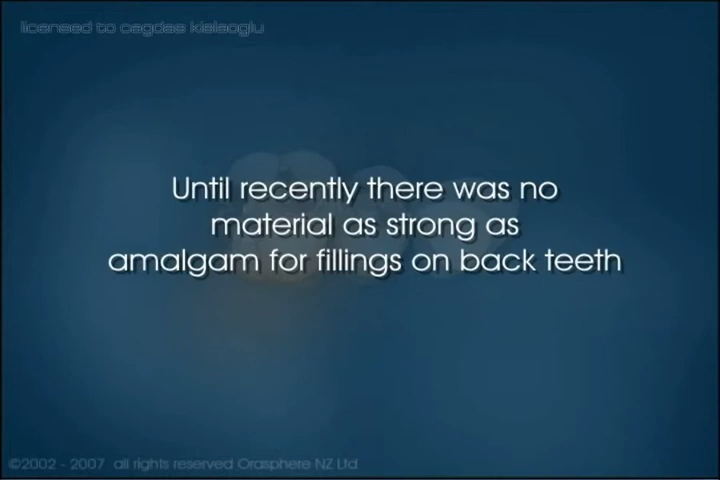 licensed to cagdas kislaoglu
Until recently there was no
material as strong as
amalgam for fillings on back teeth
©2002 - 2007 all rights reserved Orasphere NZ Ltd